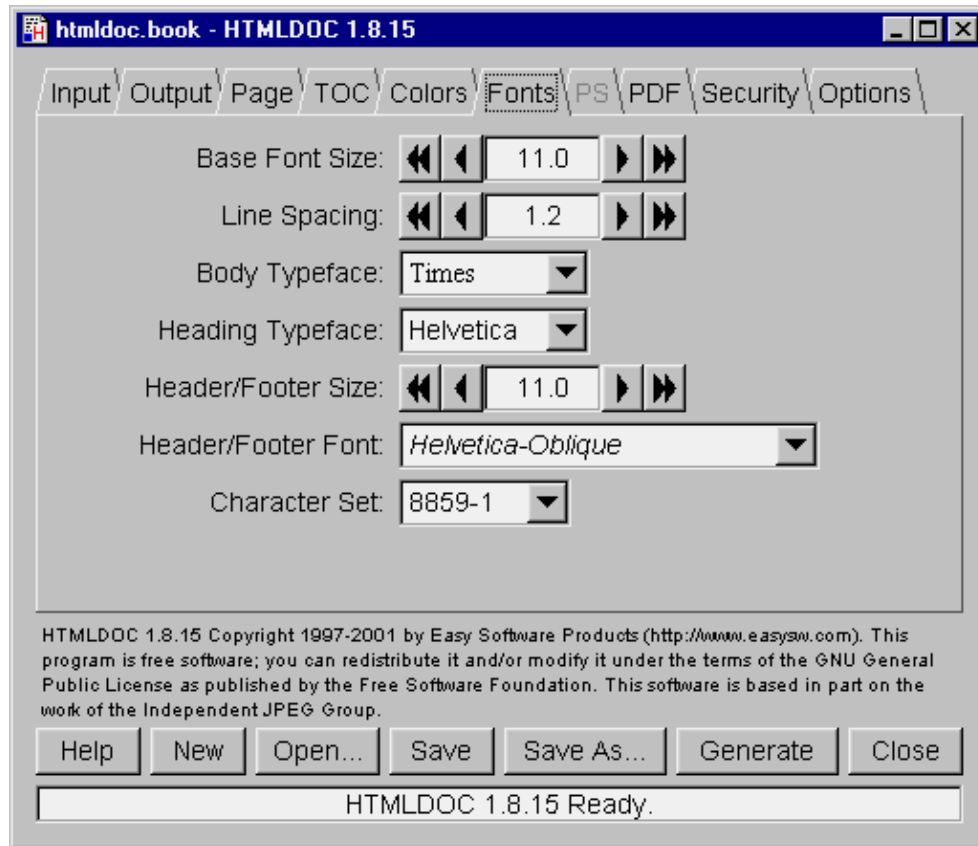 htmldoc.book - HTMLDOC 1.8.15
Input Output Page TOC Colors Fonts PS PDF Security Options
Base Font Size: 11.0
Line Spacing: 1.2
Body Typeface: Times
Heading Typeface: Helvetica
Header/Footer Size: 11.0
Header/Footer Font: Helvetica-Oblique
Character Set: 8859-1
HTMLDOC 1.8.15 Copyright 1997-2001 by Easy Software Products (http://www.easysw.com). This
program is free software; you can redistribute it and/or modify it under the terms of the GNU General
Public License as published by the Free Software Foundation. This software is based in part on the
work of the Independent JPEG Group.
Help New Open... Save Save As... Generate Close
HTMLDOC 1.8.15 Ready.